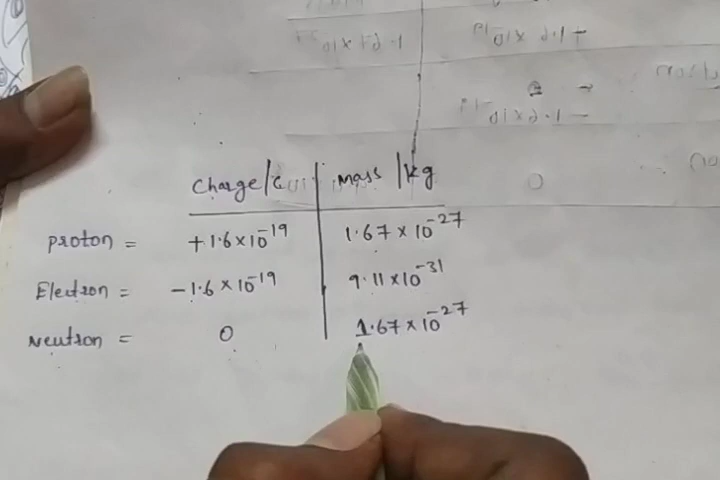 Charge/C Mass/kg
Proton = +1.6×10⁻¹⁹ 1.67×10⁻²⁷
Electron = -1.6×10⁻¹⁹ 9.11×10⁻³¹
Neutron = 0 1.67×10⁻²⁷